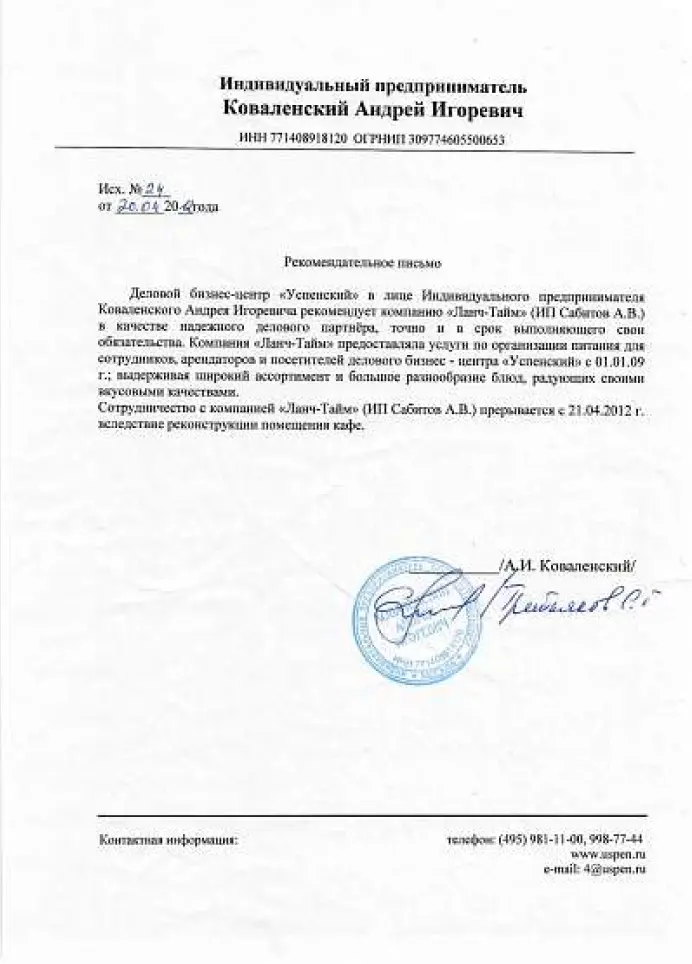 Индивидуальный предприниматель
Коваленский Андрей Игоревич
ИНН 771408918120 ОГРНИП 309774605500653
Исх. № 24
от 20.04 2012 года
Рекомендательное письмо
Деловой бизнес-центр «Успенский» в лице Индивидуального предпринимателя
Коваленского Андрея Игоревича рекомендует компанию «Ланч-Тайм» (ИП Сабитов А.В.)
в качестве надежного делового партнёра, точно и в срок выполняющего свои
обязательства. Компания «Ланч-Тайм» предоставляла услуги по организации питания для
сотрудников, арендаторов и посетителей делового бизнес - центра «Успенский» с 01.01.09
г.; выдерживая широкий ассортимент и большое разнообразие блюд, радующих своими
вкусовыми качествами.
Сотрудничество с компанией «Ланч-Тайм» (ИП Сабитов А.В.) прерывается с 21.04.2012 г.
вследствие реконструкции помещения кафе.
/А.И. Коваленский/
ИГОРЕВИЧ
Контактная информация:
телефон: (495) 981-11-00, 998-77-44
www.uspen.ru
e-mail: 4@uspen.ru